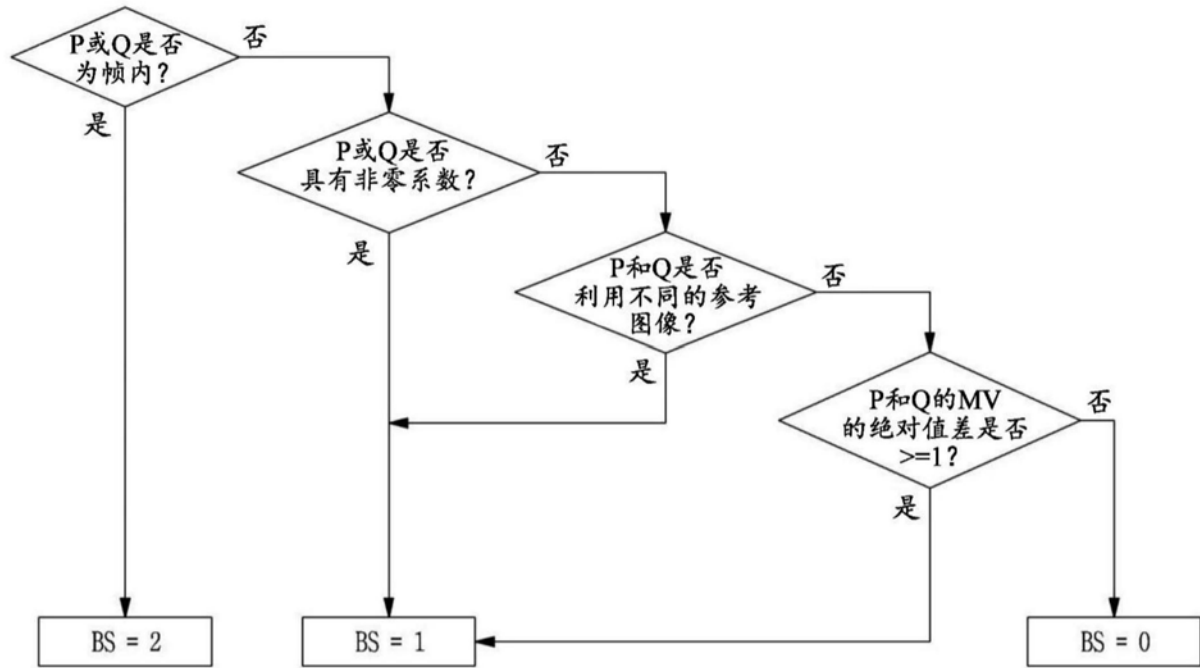 P或Q是否
为帧内?
否
是
P或Q是否
具有非零系数?
否
是
P和Q是否
利用不同的参考
图像?
否
是
P和Q的MV
的绝对值差是否
>=1?
否
是
BS = 2
BS = 1
BS = 0